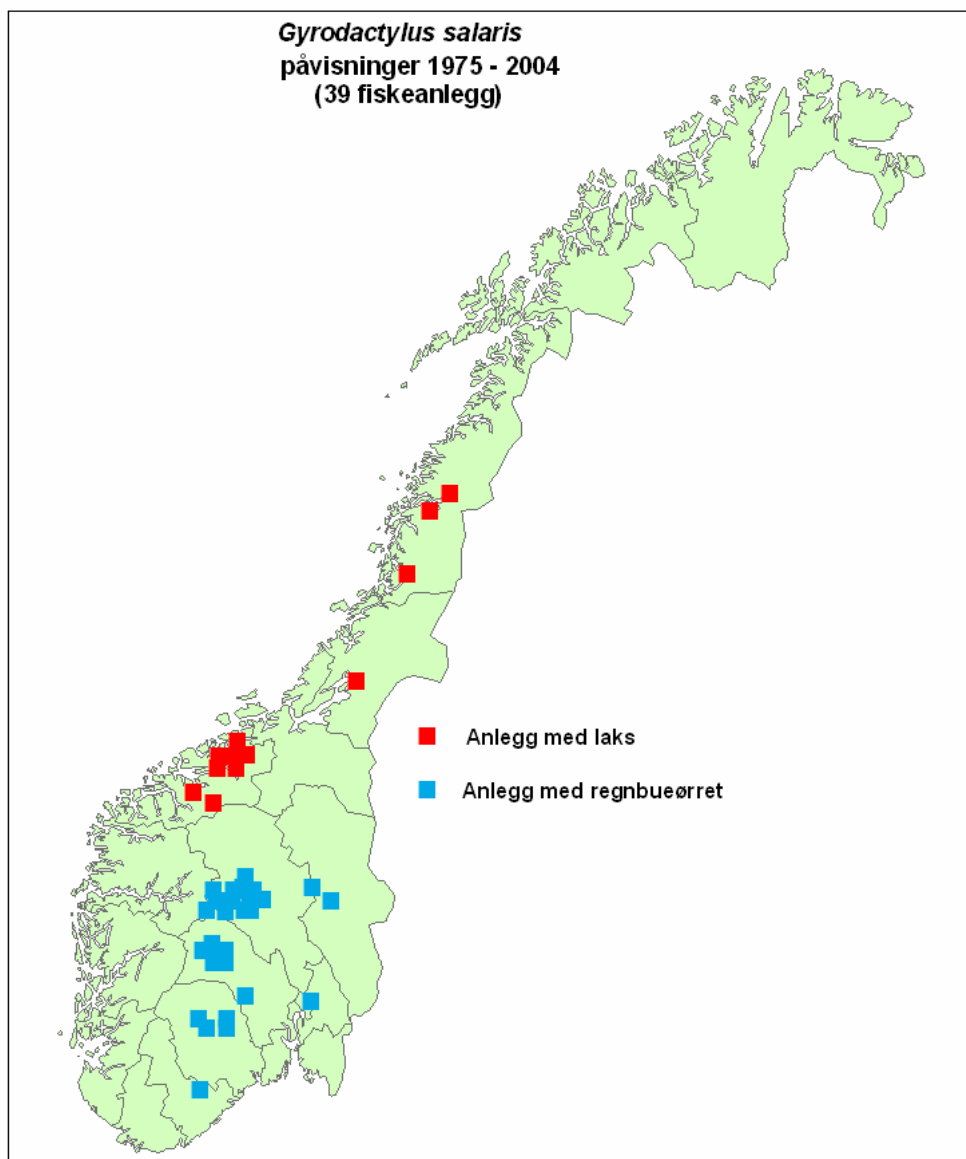 Gyrodactylus salaris
påvisninger 1975 - 2004
(39 fiskeanlegg)
Anlegg med laks
Anlegg med regnbueørret